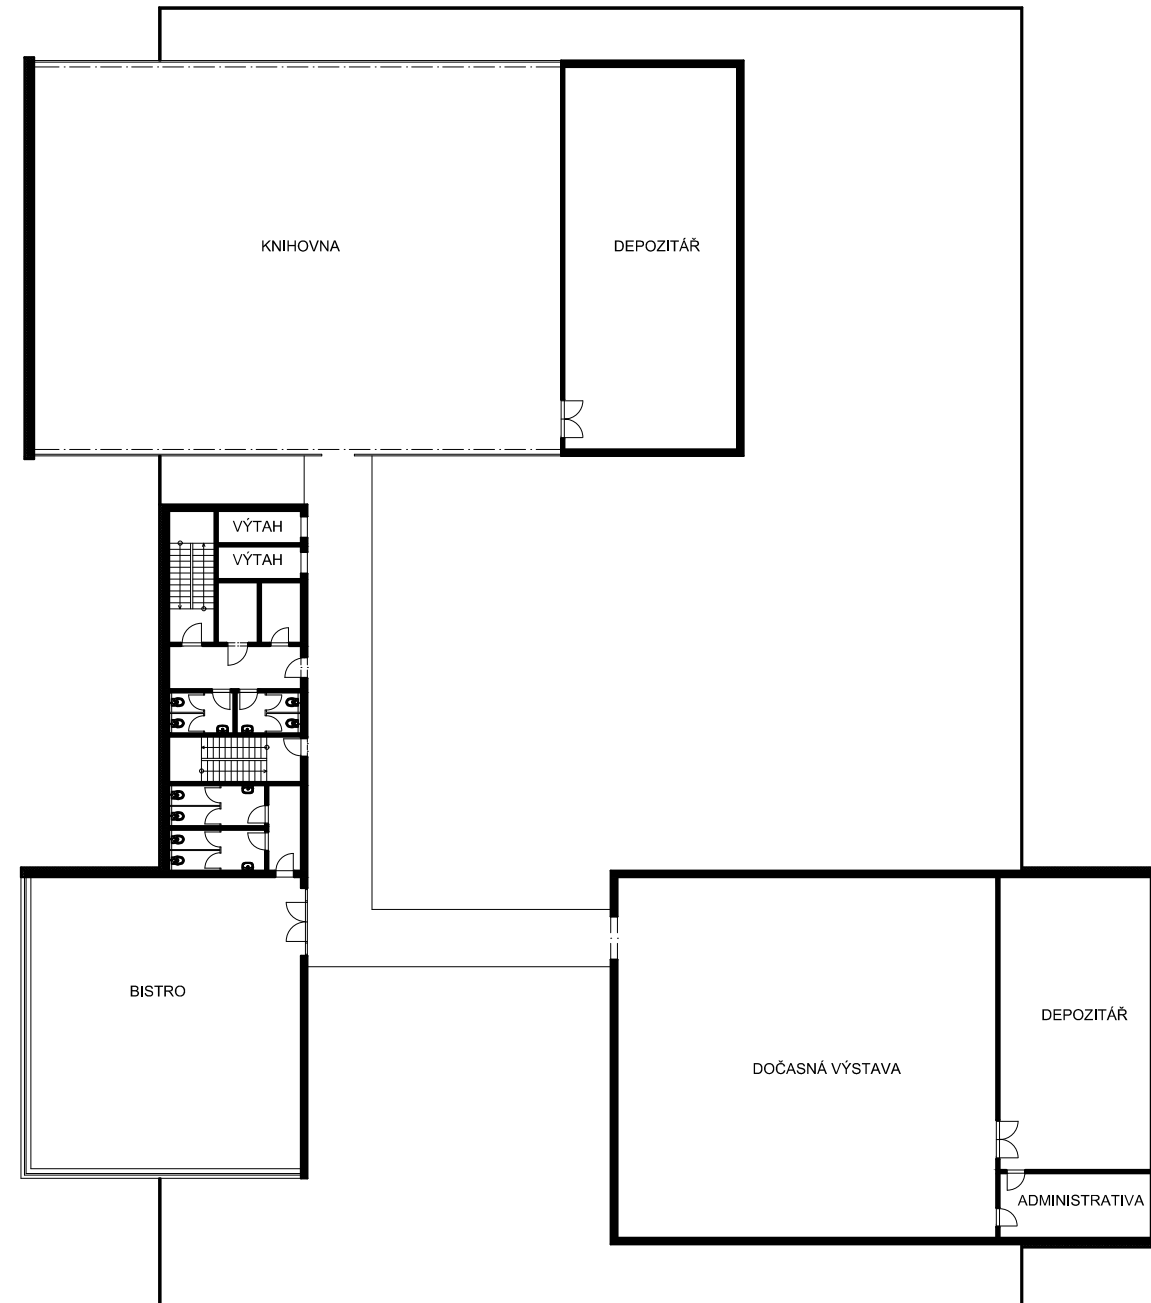 KNIHOVNA
DEPOZITÁŘ
VÝTAH
VÝTAH
BISTRO
DEPOZITÁŘ
DOČASNÁ VÝSTAVA
ADMINISTRATIVA